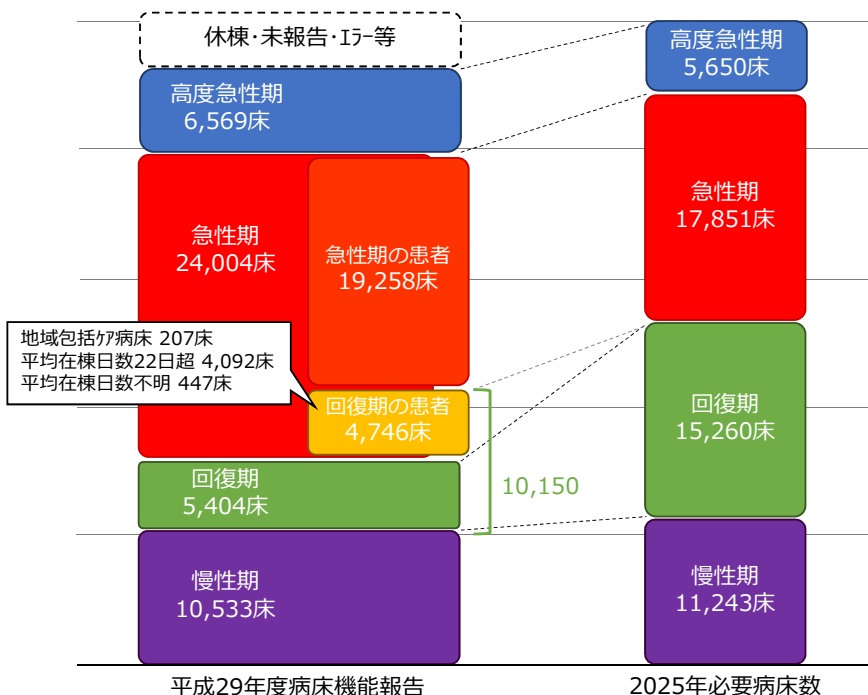 休棟･未報告･ｴﾗｰ等
高度急性期
6,569床
急性期
24,004床
急性期の患者
19,258床
地域包括ｹｱ病床 207床
平均在棟日数22日超 4,092床
平均在棟日数不明 447床
回復期の患者
4,746床
回復期
5,404床
10,150
慢性期
10,533床
平成29年度病床機能報告
高度急性期
5,650床
急性期
17,851床
回復期
15,260床
慢性期
11,243床
2025年必要病床数